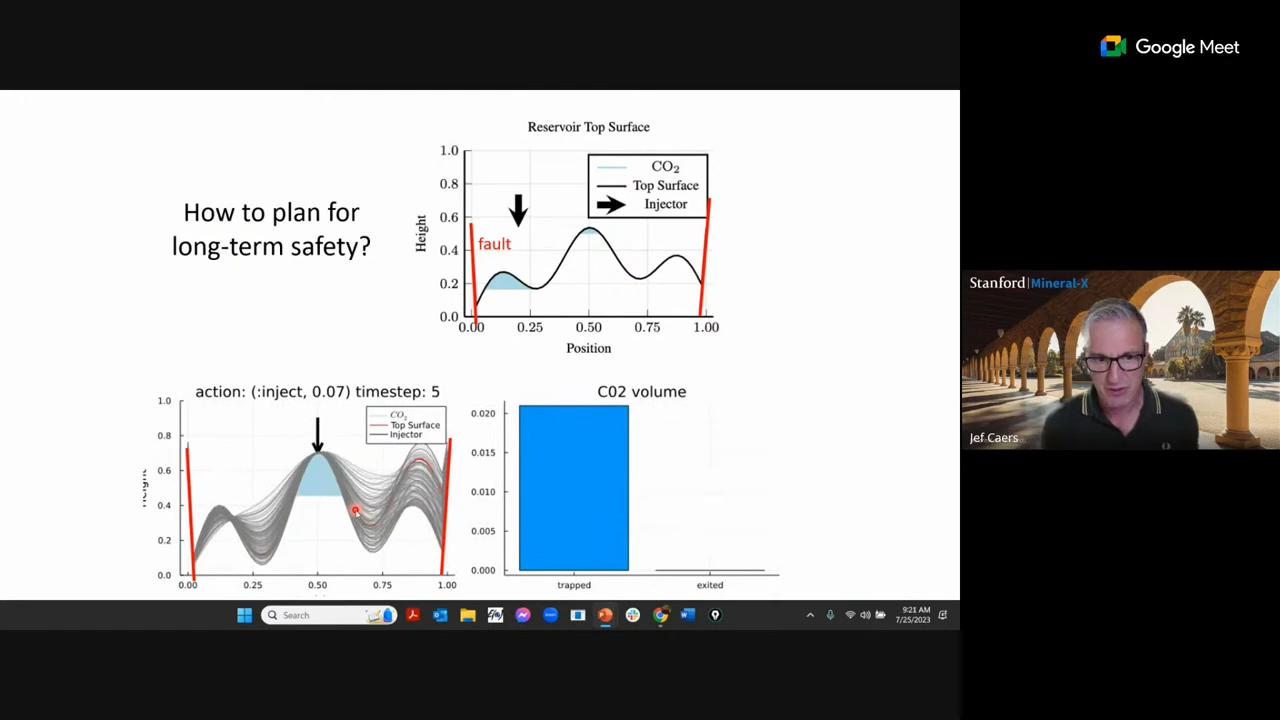 Google Meet
Reservoir Top Surface
1.0
0.8
0.6
0.4
0.2
0.0
Height
CO2
Top Surface
Injector
fault
0.00
0.25
0.50
0.75
1.00
Position
How to plan for
long-term safety?
action: (:inject, 0.07) timestep: 5
1.0
0.8
0.6
0.4
0.2
0.0
CO2
Top Surface
Injector
0.00
0.25
0.50
0.75
1.00
C02 volume
0.020
0.015
0.010
0.005
0.000
trapped
exited
Stanford | Mineral-X
Jef Caers
Search
9:21 AM
7/25/2023